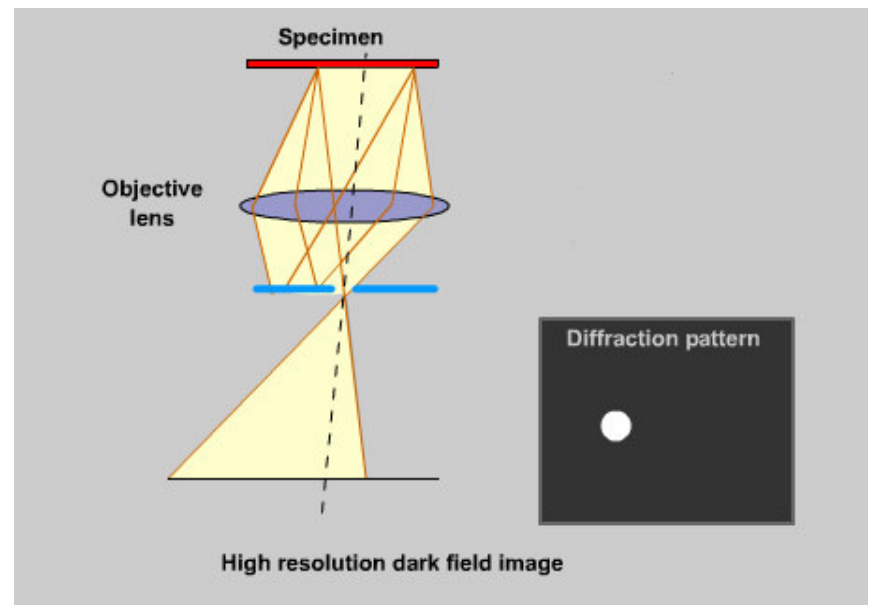 Specimen
Objective
lens
Diffraction pattern
High resolution dark field image